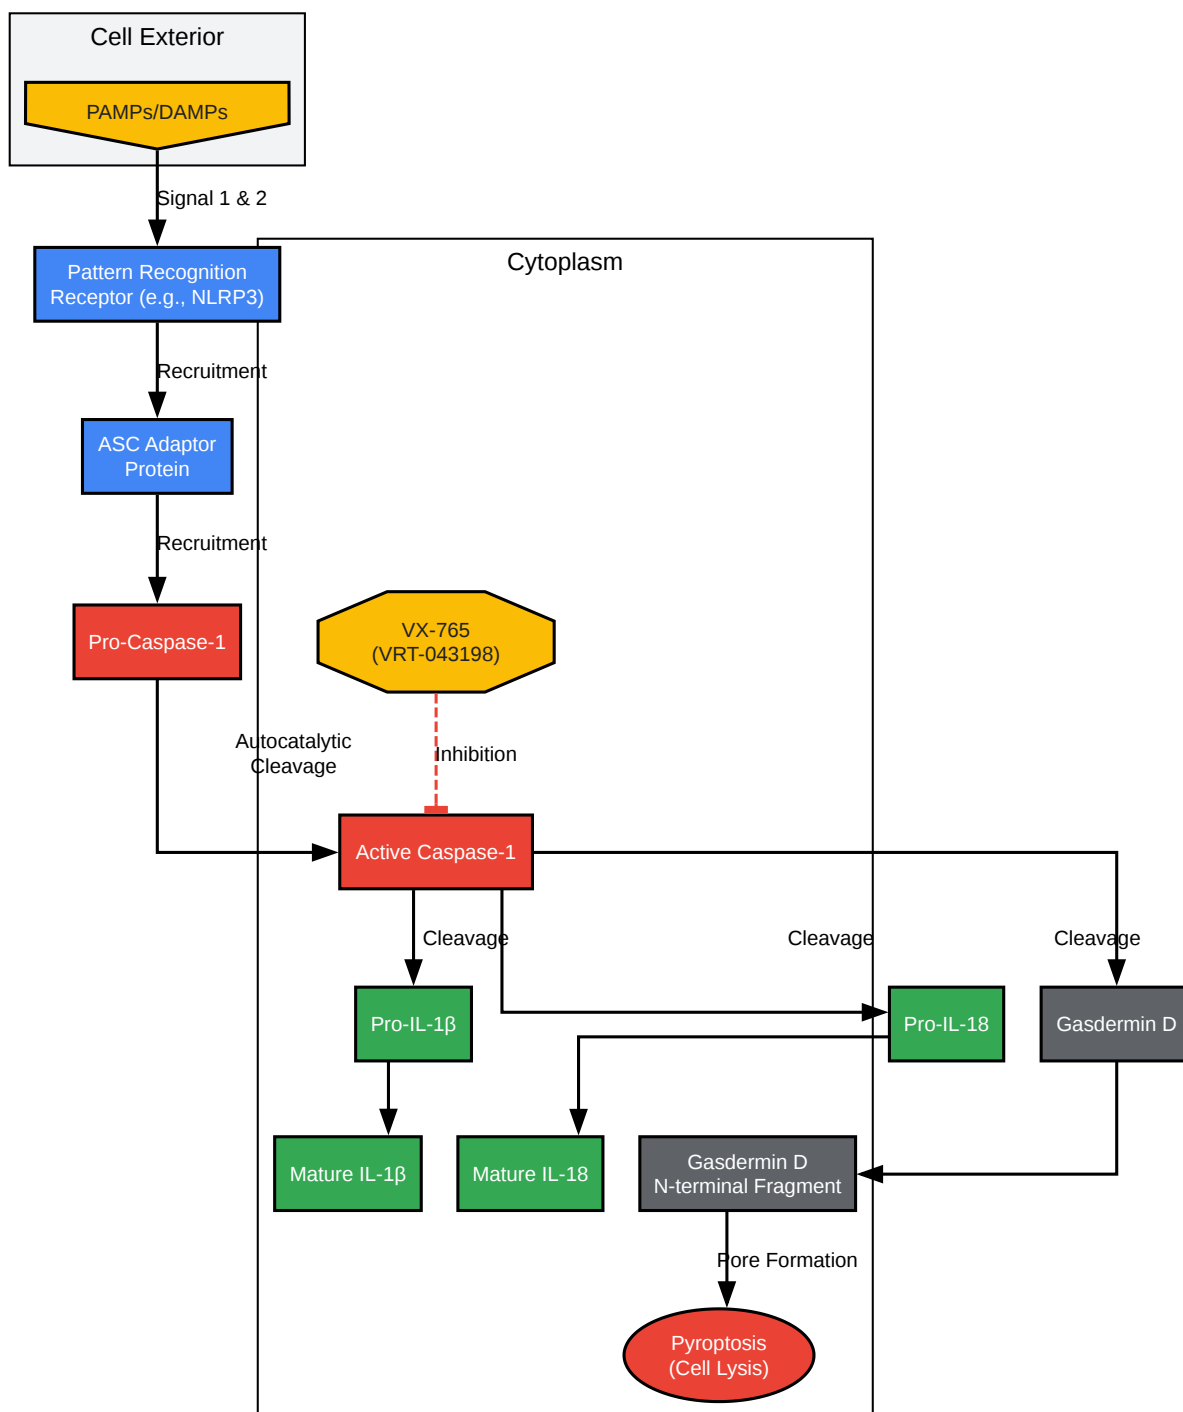 Cell Exterior
PAMPs/DAMPs
Signal 1 & 2
Cytoplasm
Pattern Recognition
Receptor (e.g., NLRP3)
Recruitment
ASC Adaptor
Protein
Recruitment
Pro-Caspase-1
VX-765
(VRT-043198)
Autocatalytic
Cleavage
Inhibition
Active Caspase-1
Cleavage
Cleavage
Cleavage
Pro-IL-1β
Pro-IL-18
Gasdermin D
Mature IL-1β
Mature IL-18
Gasdermin D
N-terminal Fragment
Pore Formation
Pyroptosis
(Cell Lysis)